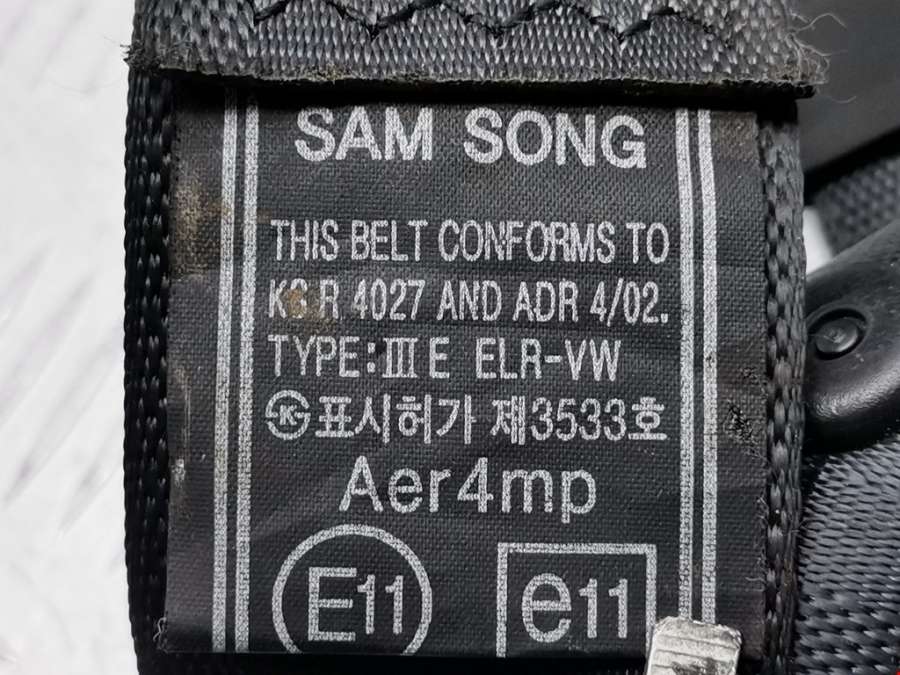 SAM SONG
THIS BELT CONFORMS TO
KS R 4027 AND ADR 4/02.
TYPE:III E ELR-VW
표시허가 제3533호
Aer4mp
E11 e11